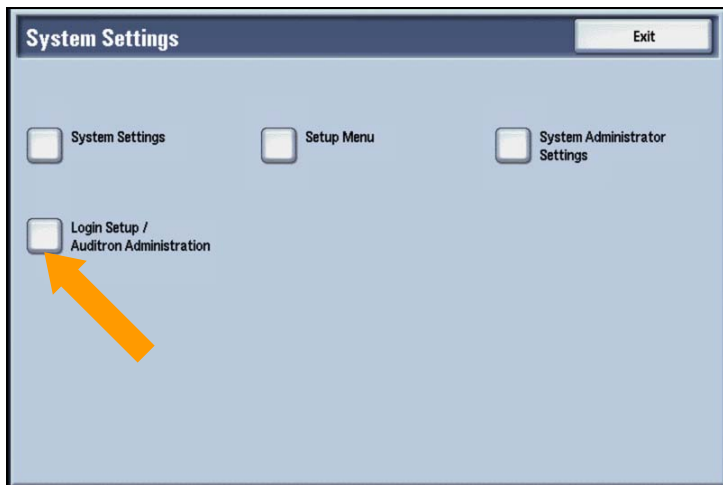 System Settings
Exit
System Settings
Setup Menu
System Administrator
Settings
Login Setup /
Auditron Administration